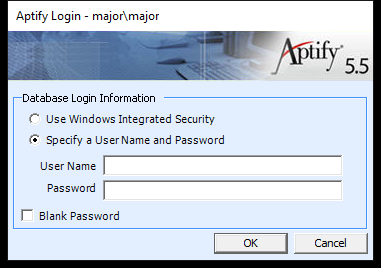 Aptify Login - major\major
Aptify®
5.5
Database Login Information
Use Windows Integrated Security
Specify a User Name and Password
User Name
Password
Blank Password
OK Cancel